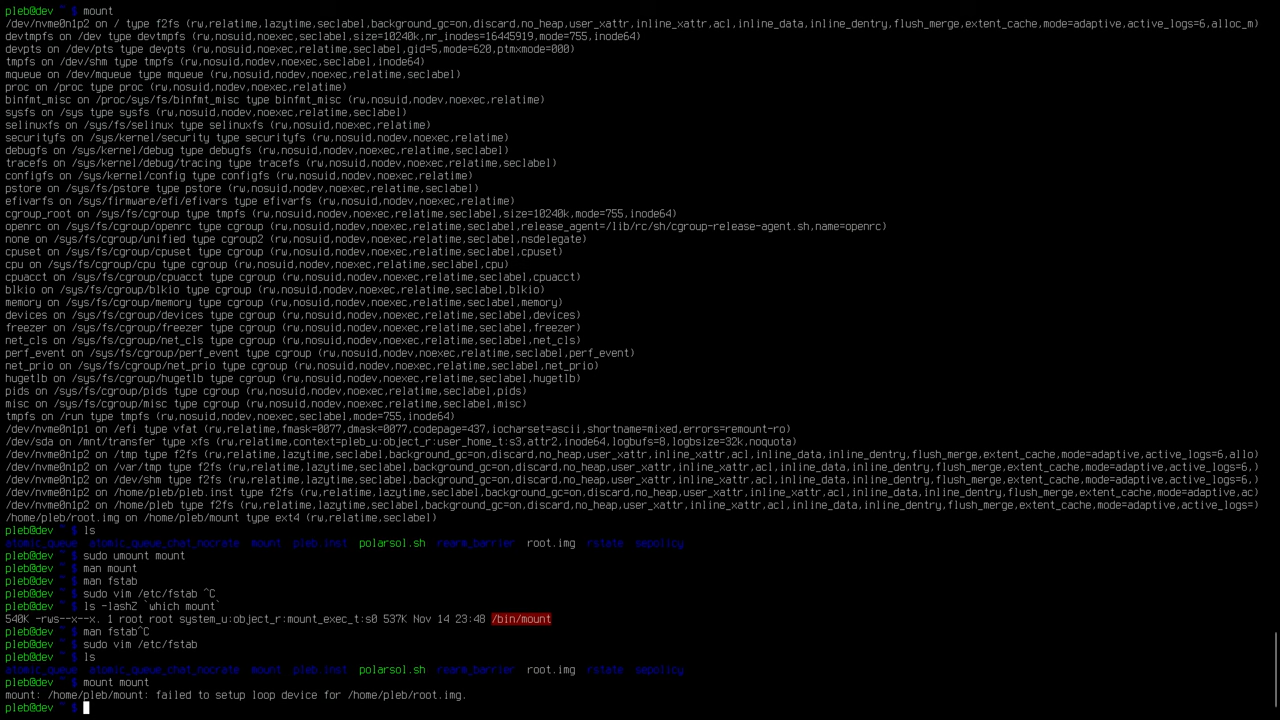 pleb@dev ~ $ mount
/dev/nvme0n1p2 on / type f2fs (rw,relatime,lazytime,seclabel,background_gc=on,discard,no_heap,user_xattr,inline_xattr,acl,inline_data,inline_dentry,flush_merge,extent_cache,mode=adaptive,active_logs=6,alloc_m)
devtmpfs on /dev type devtmpfs (rw,nosuid,noexec,seclabel,size=10240k,nr_inodes=16445919,mode=755,inode64)
devpts on /dev/pts type devpts (rw,nosuid,noexec,relatime,seclabel,gid=5,mode=620,ptmxmode=000)
tmpfs on /dev/shm type tmpfs (rw,nosuid,nodev,noexec,seclabel,inode64)
mqueue on /dev/mqueue type mqueue (rw,nosuid,nodev,noexec,relatime,seclabel)
proc on /proc type proc (rw,nosuid,nodev,noexec,relatime)
binfmt_misc on /proc/sys/fs/binfmt_misc type binfmt_misc (rw,nosuid,nodev,noexec,relatime)
sysfs on /sys type sysfs (rw,nosuid,nodev,noexec,relatime,seclabel)
selinuxfs on /sys/fs/selinux type selinuxfs (rw,nosuid,noexec,relatime)
securityfs on /sys/kernel/security type securityfs (rw,nosuid,nodev,noexec,relatime)
debugfs on /sys/kernel/debug type debugfs (rw,nosuid,nodev,noexec,relatime,seclabel)
tracefs on /sys/kernel/debug/tracing type tracefs (rw,nosuid,nodev,noexec,relatime,seclabel)
configfs on /sys/kernel/config type configfs (rw,nosuid,nodev,noexec,relatime)
pstore on /sys/fs/pstore type pstore (rw,nosuid,nodev,noexec,relatime,seclabel)
efivarfs on /sys/firmware/efi/efivars type efivarfs (rw,nosuid,nodev,noexec,relatime)
cgroup_root on /sys/fs/cgroup type tmpfs (rw,nosuid,nodev,noexec,relatime,seclabel,size=10240k,mode=755,inode64)
openrc on /sys/fs/cgroup/openrc type cgroup (rw,nosuid,nodev,noexec,relatime,seclabel,release_agent=/lib/rc/sh/cgroup-release-agent.sh,name=openrc)
none on /sys/fs/cgroup/unified type cgroup2 (rw,nosuid,nodev,noexec,relatime,seclabel,nsdelegate)
cpuset on /sys/fs/cgroup/cpuset type cgroup (rw,nosuid,nodev,noexec,relatime,seclabel,cpuset)
cpu on /sys/fs/cgroup/cpu type cgroup (rw,nosuid,nodev,noexec,relatime,seclabel,cpu)
cpuacct on /sys/fs/cgroup/cpuacct type cgroup (rw,nosuid,nodev,noexec,relatime,seclabel,cpuacct)
blkio on /sys/fs/cgroup/blkio type cgroup (rw,nosuid,nodev,noexec,relatime,seclabel,blkio)
memory on /sys/fs/cgroup/memory type cgroup (rw,nosuid,nodev,noexec,relatime,seclabel,memory)
devices on /sys/fs/cgroup/devices type cgroup (rw,nosuid,nodev,noexec,relatime,seclabel,devices)
freezer on /sys/fs/cgroup/freezer type cgroup (rw,nosuid,nodev,noexec,relatime,seclabel,freezer)
net_cls on /sys/fs/cgroup/net_cls type cgroup (rw,nosuid,nodev,noexec,relatime,seclabel,net_cls)
perf_event on /sys/fs/cgroup/perf_event type cgroup (rw,nosuid,nodev,noexec,relatime,seclabel,perf_event)
net_prio on /sys/fs/cgroup/net_prio type cgroup (rw,nosuid,nodev,noexec,relatime,seclabel,net_prio)
hugetlb on /sys/fs/cgroup/hugetlb type cgroup (rw,nosuid,nodev,noexec,relatime,seclabel,hugetlb)
pids on /sys/fs/cgroup/pids type cgroup (rw,nosuid,nodev,noexec,relatime,seclabel,pids)
misc on /sys/fs/cgroup/misc type cgroup (rw,nosuid,nodev,noexec,relatime,seclabel,misc)
tmpfs on /run type tmpfs (rw,nosuid,nodev,noexec,seclabel,mode=755,inode64)
/dev/nvme0n1p1 on /efi type vfat (rw,relatime,fmask=0077,dmask=0077,codepage=437,iocharset=ascii,shortname=mixed,errors=remount-ro)
/dev/sda on /mnt/transfer type xfs (rw,relatime,context=pleb_u:object_r:user_home_t:s3,attr2,inode64,logbufs=8,logbsize=32k,noquota)
/dev/nvme0n1p2 on /tmp type f2fs (rw,relatime,lazytime,seclabel,background_gc=on,discard,no_heap,user_xattr,inline_xattr,acl,inline_data,inline_dentry,flush_merge,extent_cache,mode=adaptive,active_logs=6,allo)
/dev/nvme0n1p2 on /var/tmp type f2fs (rw,relatime,lazytime,seclabel,background_gc=on,discard,no_heap,user_xattr,inline_xattr,acl,inline_data,inline_dentry,flush_merge,extent_cache,mode=adaptive,active_logs=6,)
/dev/nvme0n1p2 on /dev/shm type f2fs (rw,relatime,lazytime,seclabel,background_gc=on,discard,no_heap,user_xattr,inline_xattr,acl,inline_data,inline_dentry,flush_merge,extent_cache,mode=adaptive,active_logs=6,)
/dev/nvme0n1p2 on /home/pleb/pleb.inst type f2fs (rw,relatime,lazytime,seclabel,background_gc=on,discard,no_heap,user_xattr,inline_xattr,acl,inline_data,inline_dentry,flush_merge,extent_cache,mode=adaptive,ac)
/dev/nvme0n1p2 on /home/pleb type f2fs (rw,relatime,lazytime,seclabel,background_gc=on,discard,no_heap,user_xattr,inline_xattr,acl,inline_data,inline_dentry,flush_merge,extent_cache,mode=adaptive,active_logs=)
/home/pleb/root.img on /home/pleb/mount type ext4 (rw,relatime,seclabel)
pleb@dev ~ $ ls
atomic_queue atomic_queue_chat_nocrate mount pleb.inst polarsol.sh rearm_barrier root.img rstate sepolicy
pleb@dev ~ $ sudo umount mount
pleb@dev ~ $ man mount
pleb@dev ~ $ man fstab
pleb@dev ~ $ sudo vim /etc/fstab ^C
pleb@dev ~ $ ls -lashZ `which mount`
540K -rws--x--x. 1 root root system_u:object_r:mount_exec_t:s0 537K Nov 14 23:48 /bin/mount
pleb@dev ~ $ man fstab^C
pleb@dev ~ $ sudo vim /etc/fstab
pleb@dev ~ $ ls
atomic_queue atomic_queue_chat_nocrate mount pleb.inst polarsol.sh rearm_barrier root.img rstate sepolicy
pleb@dev ~ $ mount mount
mount: /home/pleb/mount: failed to setup loop device for /home/pleb/root.img.
pleb@dev ~ $